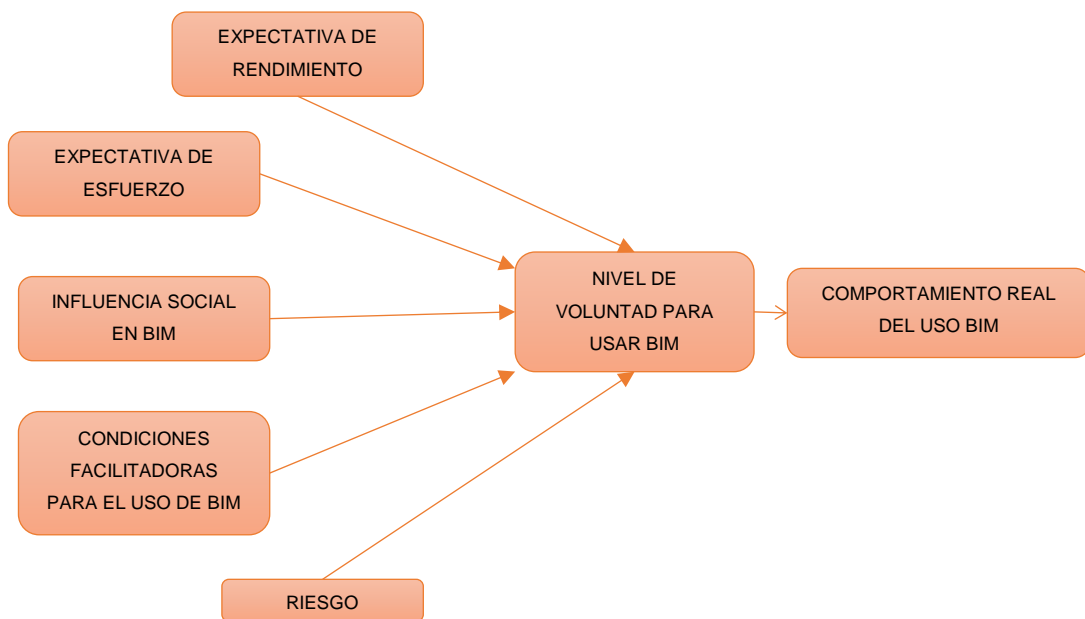 EXPECTATIVA DE
RENDIMIENTO
EXPECTATIVA DE
ESFUERZO
INFLUENCIA SOCIAL
EN BIM
CONDICIONES
FACILITADORAS
PARA EL USO DE BIM
RIESGO
NIVEL DE
VOLUNTAD PARA
USAR BIM
COMPORTAMIENTO REAL
DEL USO BIM